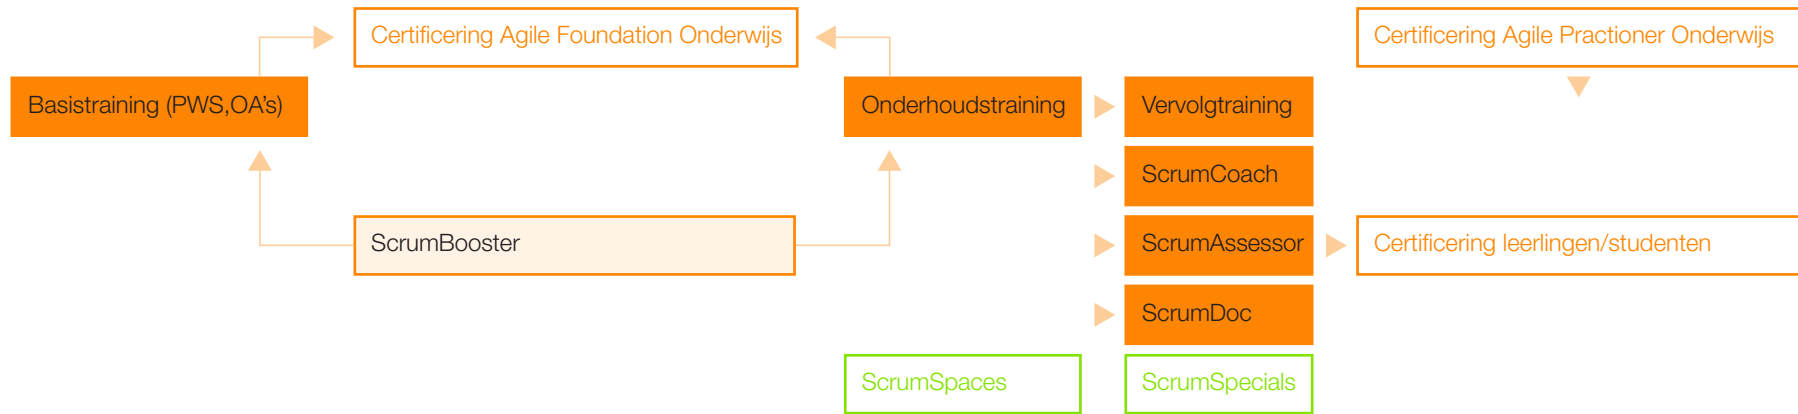 Certificering Agile Foundation Onderwijs
Certificering Agile Practioner Onderwijs
Basistraining (PWS,OA's)
Onderhoudstraining
Vervolgtraining
ScrumCoach
ScrumBooster
ScrumAssessor
Certificering leerlingen/studenten
ScrumDoc
ScrumSpaces
ScrumSpecials